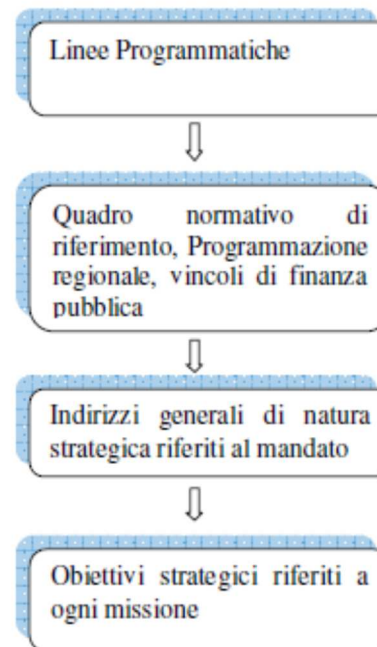 Linee Programmatiche
Quadro normativo di
riferimento, Programmazione
regionale, vincoli di finanza
pubblica
Indirizzi generali di natura
strategica riferiti al mandato
Obiettivi strategici riferiti a
ogni missione